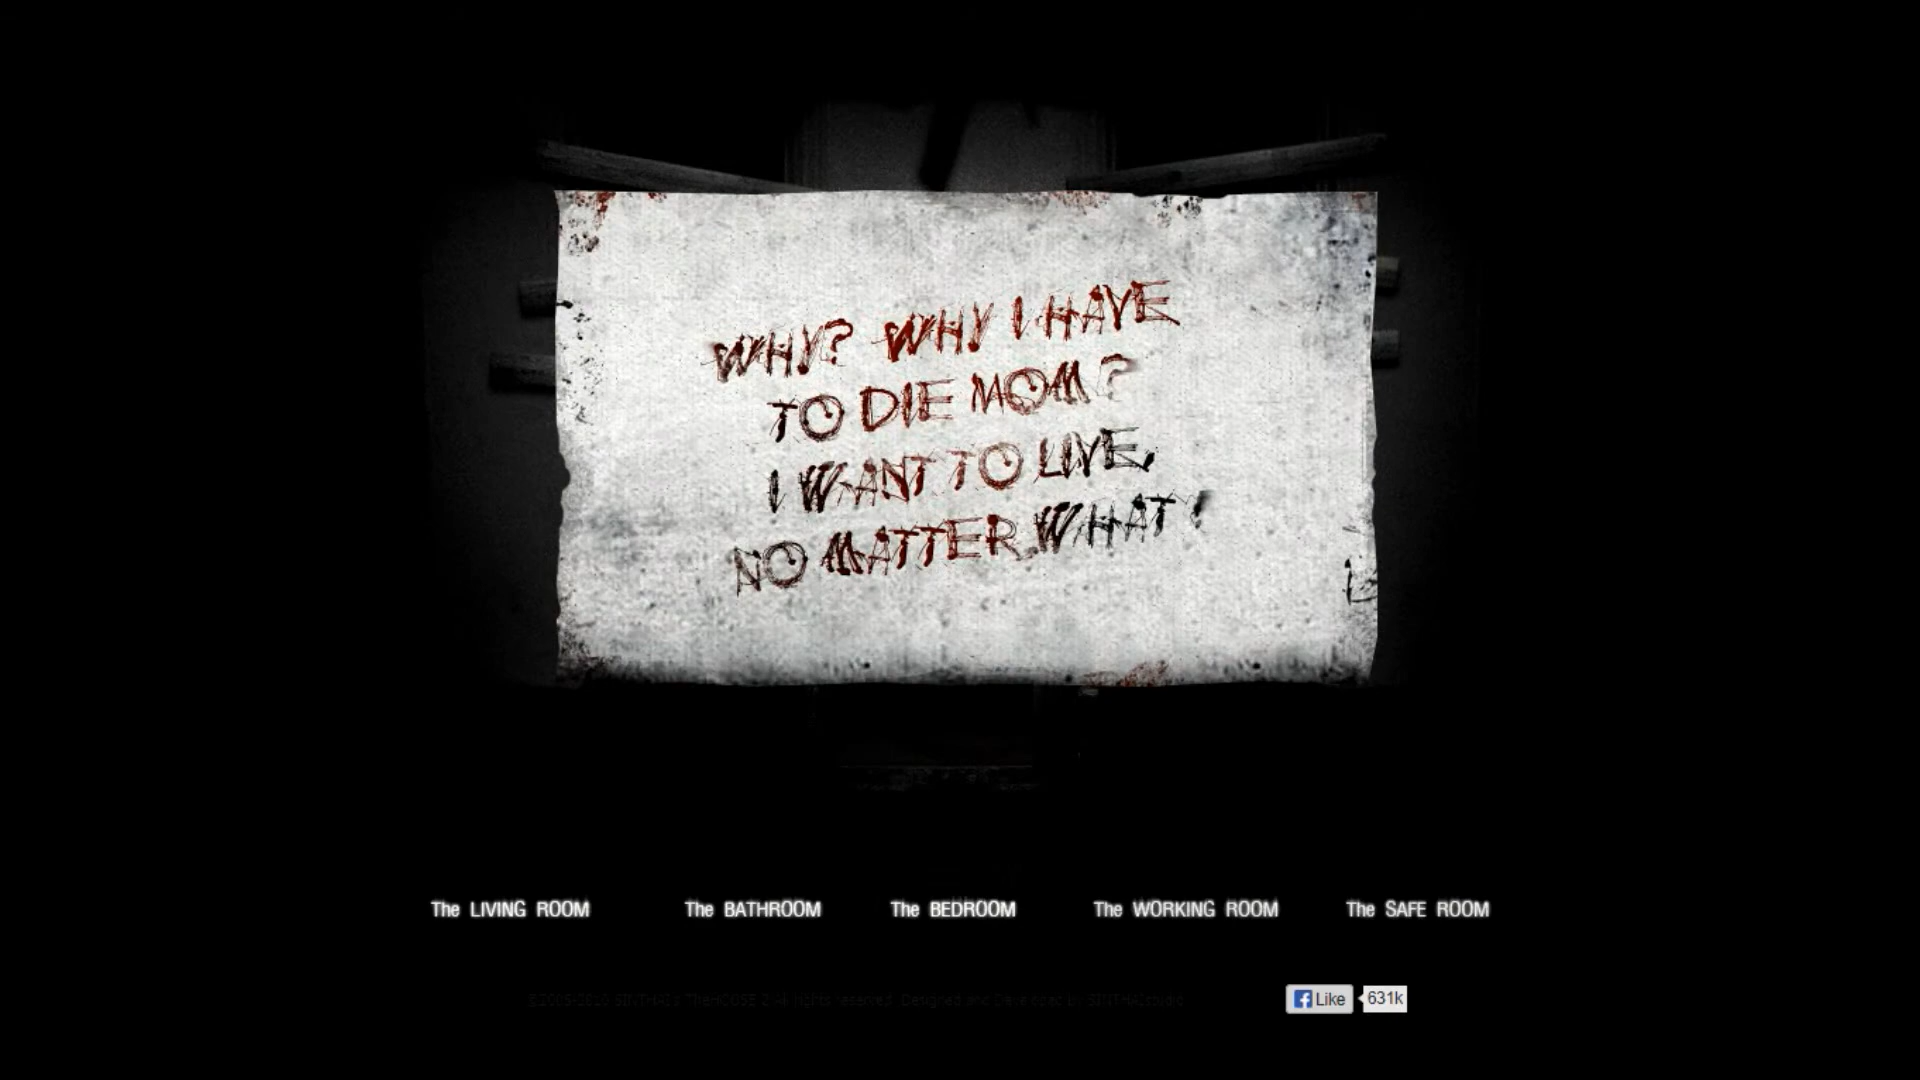 WHY? WHY I HAVE
TO DIE MOM?
I WANT TO LIVE,
NO MATTER WHAT!
The LIVING ROOM
The BATHROOM
The BEDROOM
The WORKING ROOM
The SAFE ROOM
Like
631k